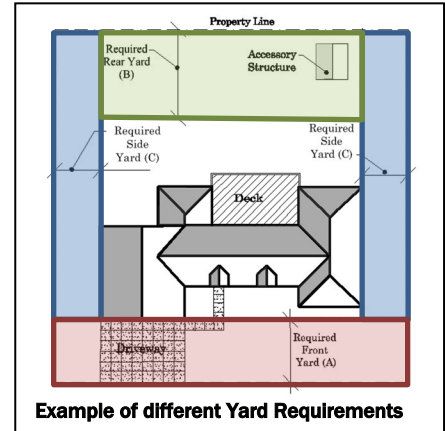 Property Line
Required
Rear Yard
(B)
Accessory
Structure
Required
Side
Yard (C)
Required
Side
Yard (C)
Deck
Driveway
Required
Front
Yard (A)
Example of different Yard Requirements